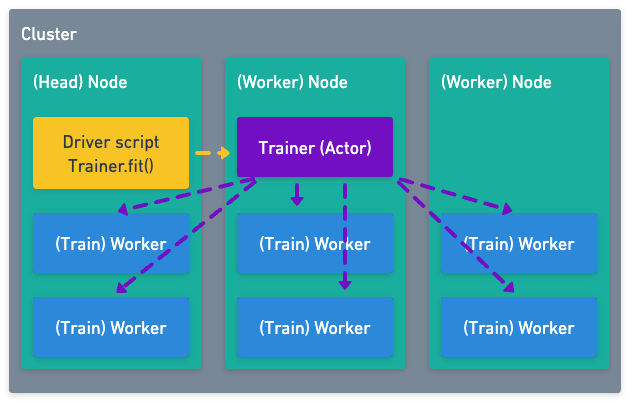 Cluster
(Head) Node
(Worker) Node
(Worker) Node
Driver script
Trainer.fit()
Trainer (Actor)
(Train) Worker
(Train) Worker
(Train) Worker
(Train) Worker
(Train) Worker
(Train) Worker